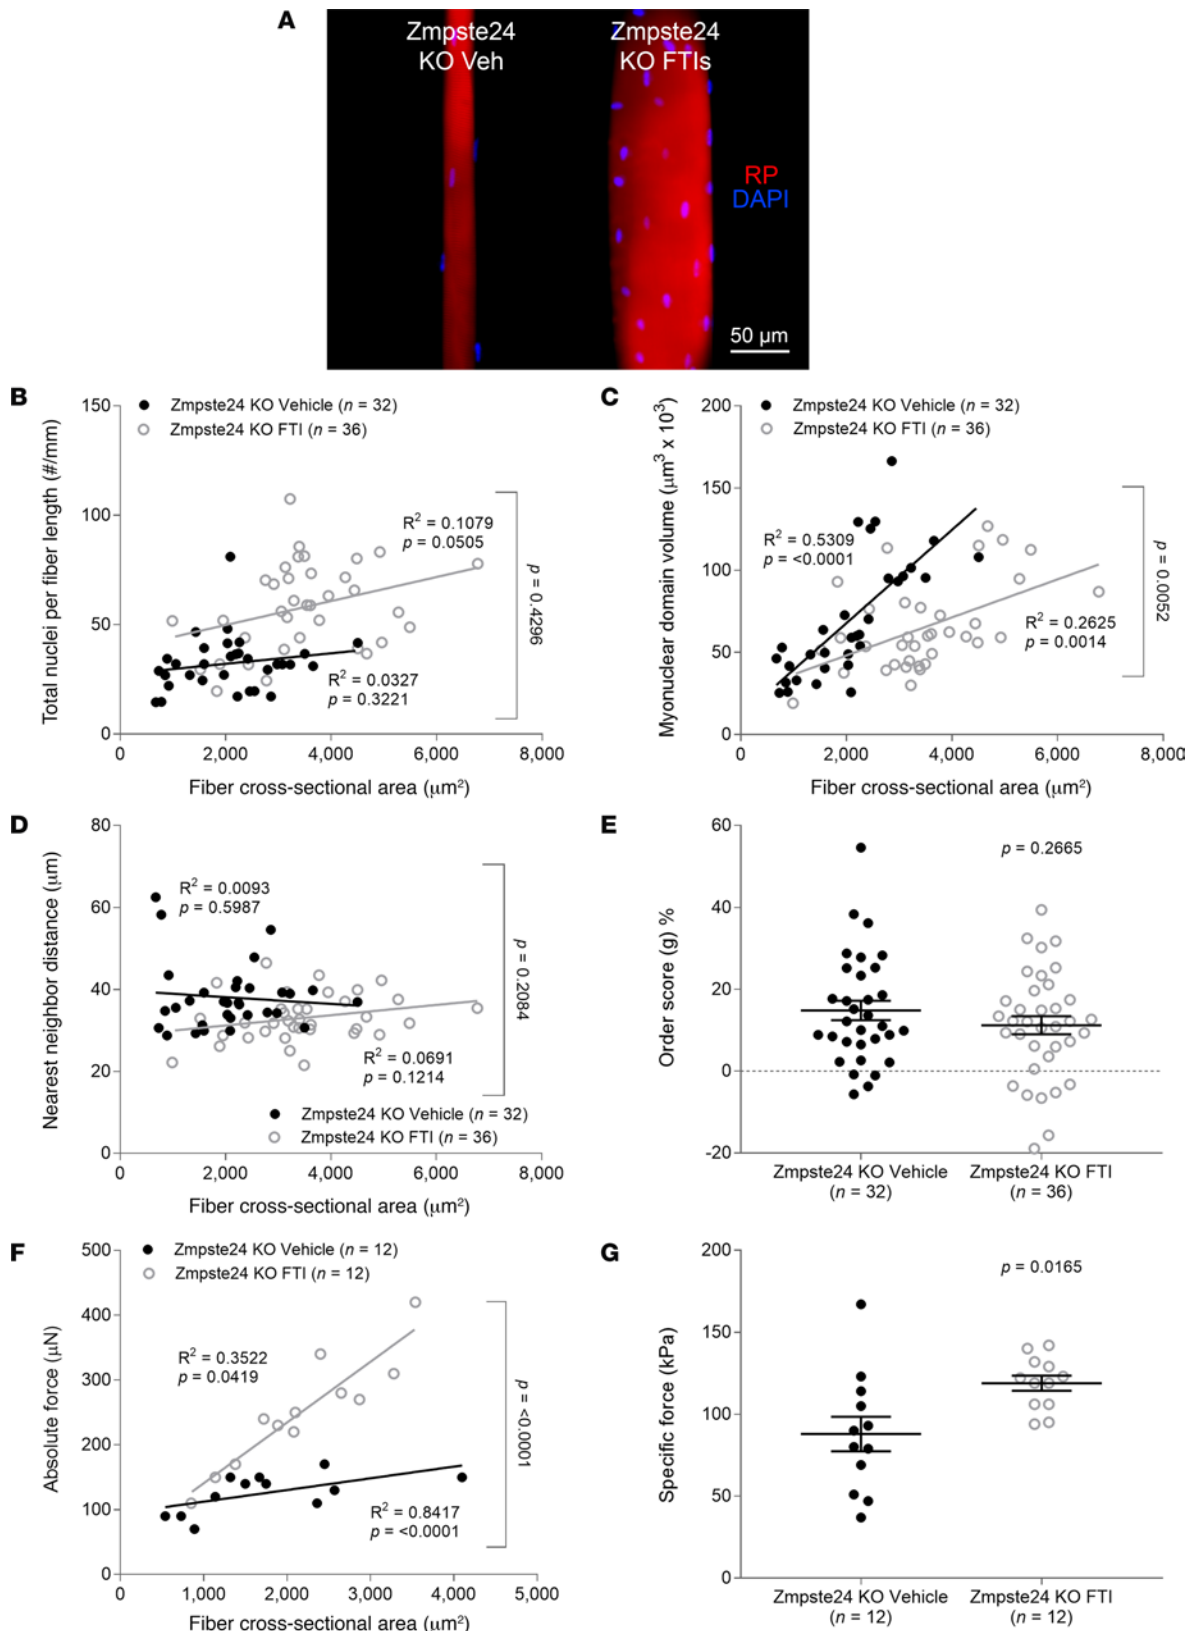 A
Zmpste24
KO Veh
Zmpste24
KO FTIs
RP
DAPI
50 µm
B
Zmpste24 KO Vehicle (n = 32)
Zmpste24 KO FTI (n = 36)
Total nuclei per fiber length (#/mm)
150
100
50
0
R² = 0.1079
p = 0.0505
R² = 0.0327
p = 0.3221
p = 0.4296
0
2,000
4,000
6,000
8,000
Fiber cross-sectional area (µm²)
C
Zmpste24 KO Vehicle (n = 32)
Zmpste24 KO FTI (n = 36)
Myonuclear domain volume (µm³ x 10³)
200
150
100
50
0
R² = 0.5309
p = <0.0001
R² = 0.2625
p = 0.0014
p = 0.0052
0
2,000
4,000
6,000
8,000
Fiber cross-sectional area (µm²)
D
Nearest neighbor distance (µm)
80
60
40
20
0
R² = 0.0093
p = 0.5987
R² = 0.0691
p = 0.1214
p = 0.2084
Zmpste24 KO Vehicle (n = 32)
Zmpste24 KO FTI (n = 36)
0
2,000
4,000
6,000
8,000
Fiber cross-sectional area (µm²)
E
Order score (g) %
60
40
20
0
-20
p = 0.2665
Zmpste24 KO Vehicle
(n = 32)
Zmpste24 KO FTI
(n = 36)
F
Zmpste24 KO Vehicle (n = 12)
Zmpste24 KO FTI (n = 12)
Absolute force (µN)
500
400
300
200
100
0
R² = 0.3522
p = 0.0419
R² = 0.8417
p = <0.0001
p = <0.0001
0
1,000
2,000
3,000
4,000
5,000
Fiber cross-sectional area (µm²)
G
Specific force (kPa)
200
150
100
50
0
p = 0.0165
Zmpste24 KO Vehicle
(n = 12)
Zmpste24 KO FTI
(n = 12)